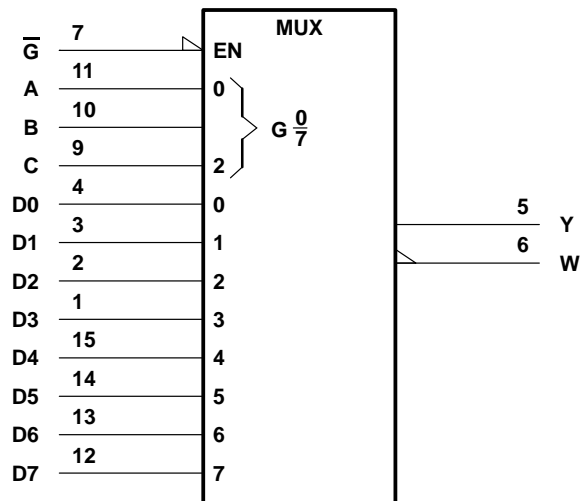 MUX
G̅ 7 EN
A 11 0
B 10
G 0/7
C 9 2
D0 4 0
D1 3 1
D2 2 2
D3 1 3
D4 15 4
D5 14 5
D6 13 6
D7 12 7
5 Y
6 W